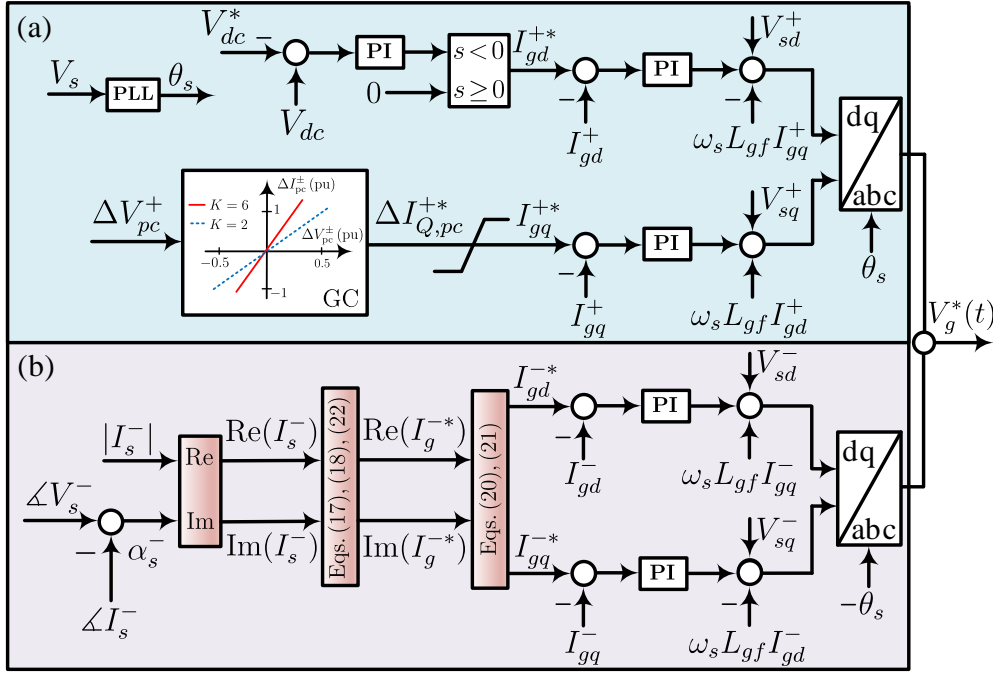 (a)
V*dc
−
PI
s < 0
s ≥ 0
0
Vdc
I+*gd
−
I+gd
PI
V+sd
−
ωsLgfI+gq
Vs
PLL
θs
ΔV+pc
ΔI±pc(pu)
K = 6
K = 2
1
ΔV±pc(pu)
−0.5
0
0.5
−1
GC
ΔI+*Q,pc
I+*gq
−
I+gq
PI
V+sq
ωsLgfI+gd
dq
abc
θs
V*g(t)
(b)
|I−s|
∡V−s
−
α−s
∡I−s
Re
Im
Re(I−s)
Im(I−s)
Eqs. (17), (18), (22)
Re(I−*g)
Im(I−*g)
Eqs. (20), (21)
I−*gd
−
I−gd
PI
V−sd
−
ωsLgfI−gq
I−*gq
−
I−gq
PI
V−sq
−
ωsLgfI−gd
dq
abc
−θs